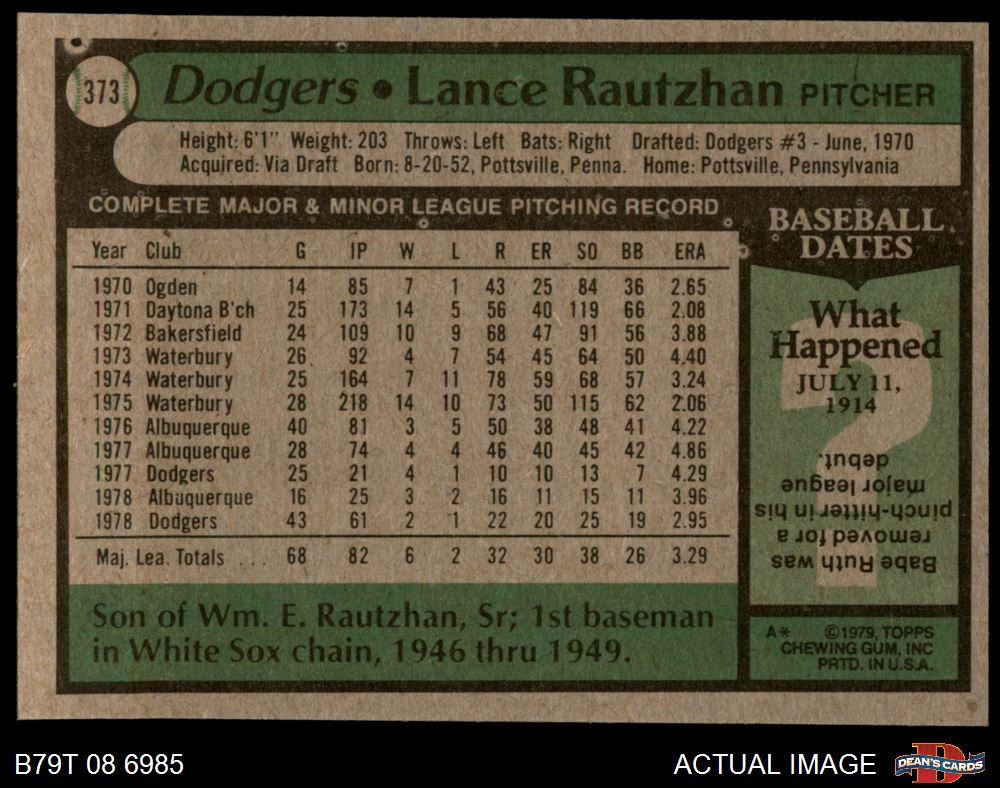 373
Dodgers • Lance Rautzhan PITCHER
Height: 6'1" Weight: 203 Throws: Left Bats: Right Drafted: Dodgers #3 - June, 1970
Acquired: Via Draft Born: 8-20-52, Pottsville, Penna. Home: Pottsville, Pennsylvania
COMPLETE MAJOR & MINOR LEAGUE PITCHING RECORD
Year Club G IP W L R ER SO BB ERA
1970 Ogden 14 85 7 1 43 25 84 36 2.65
1971 Daytona B'ch 25 173 14 5 56 40 119 66 2.08
1972 Bakersfield 24 109 10 9 68 47 91 56 3.88
1973 Waterbury 26 92 4 7 54 45 64 50 4.40
1974 Waterbury 25 164 7 11 78 59 68 57 3.24
1975 Waterbury 28 218 14 10 73 50 115 62 2.06
1976 Albuquerque 40 81 3 5 50 38 48 41 4.22
1977 Albuquerque 28 74 4 4 46 40 45 42 4.86
1977 Dodgers 25 21 4 1 10 10 13 7 4.29
1978 Albuquerque 16 25 3 2 16 11 15 11 3.96
1978 Dodgers 43 61 2 1 22 20 25 19 2.95
Maj. Lea. Totals ... 68 82 6 2 32 30 38 26 3.29
Son of Wm. E. Rautzhan, Sr; 1st baseman
in White Sox chain, 1946 thru 1949.
BASEBALL
DATES
What
Happened
JULY 11,
1914
?
Babe Ruth was
removed for a
pinch-hitter in his
major league
debut.
A* ©1979, TOPPS
CHEWING GUM, INC
PRTD. IN U.S.A.
B79T 08 6985
ACTUAL IMAGE
D
DEAN'S CARDS